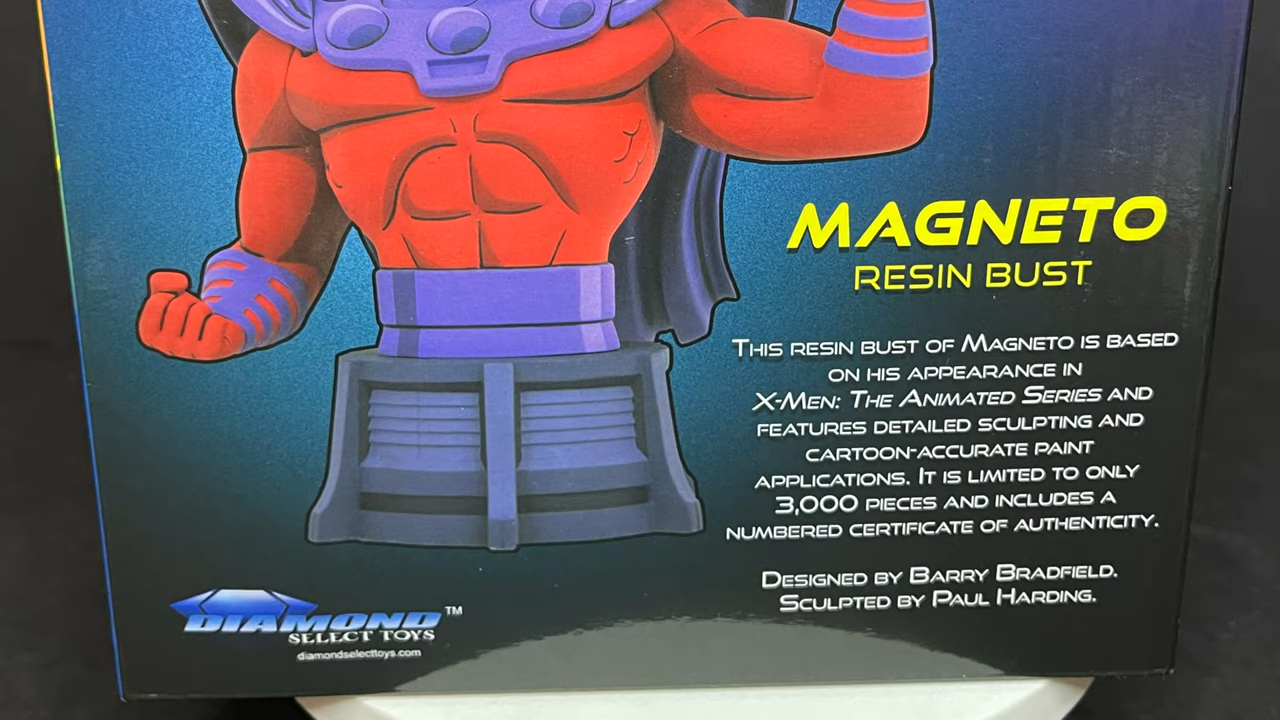 MAGNETO
RESIN BUST
THIS RESIN BUST OF MAGNETO IS BASED
ON HIS APPEARANCE IN
X-MEN: THE ANIMATED SERIES AND
FEATURES DETAILED SCULPTING AND
CARTOON-ACCURATE PAINT
APPLICATIONS. IT IS LIMITED TO ONLY
3,000 PIECES AND INCLUDES A
NUMBERED CERTIFICATE OF AUTHENTICITY.
DESIGNED BY BARRY BRADFIELD.
SCULPTED BY PAUL HARDING.
DIAMOND™
SELECT TOYS
diamondselecttoys.com